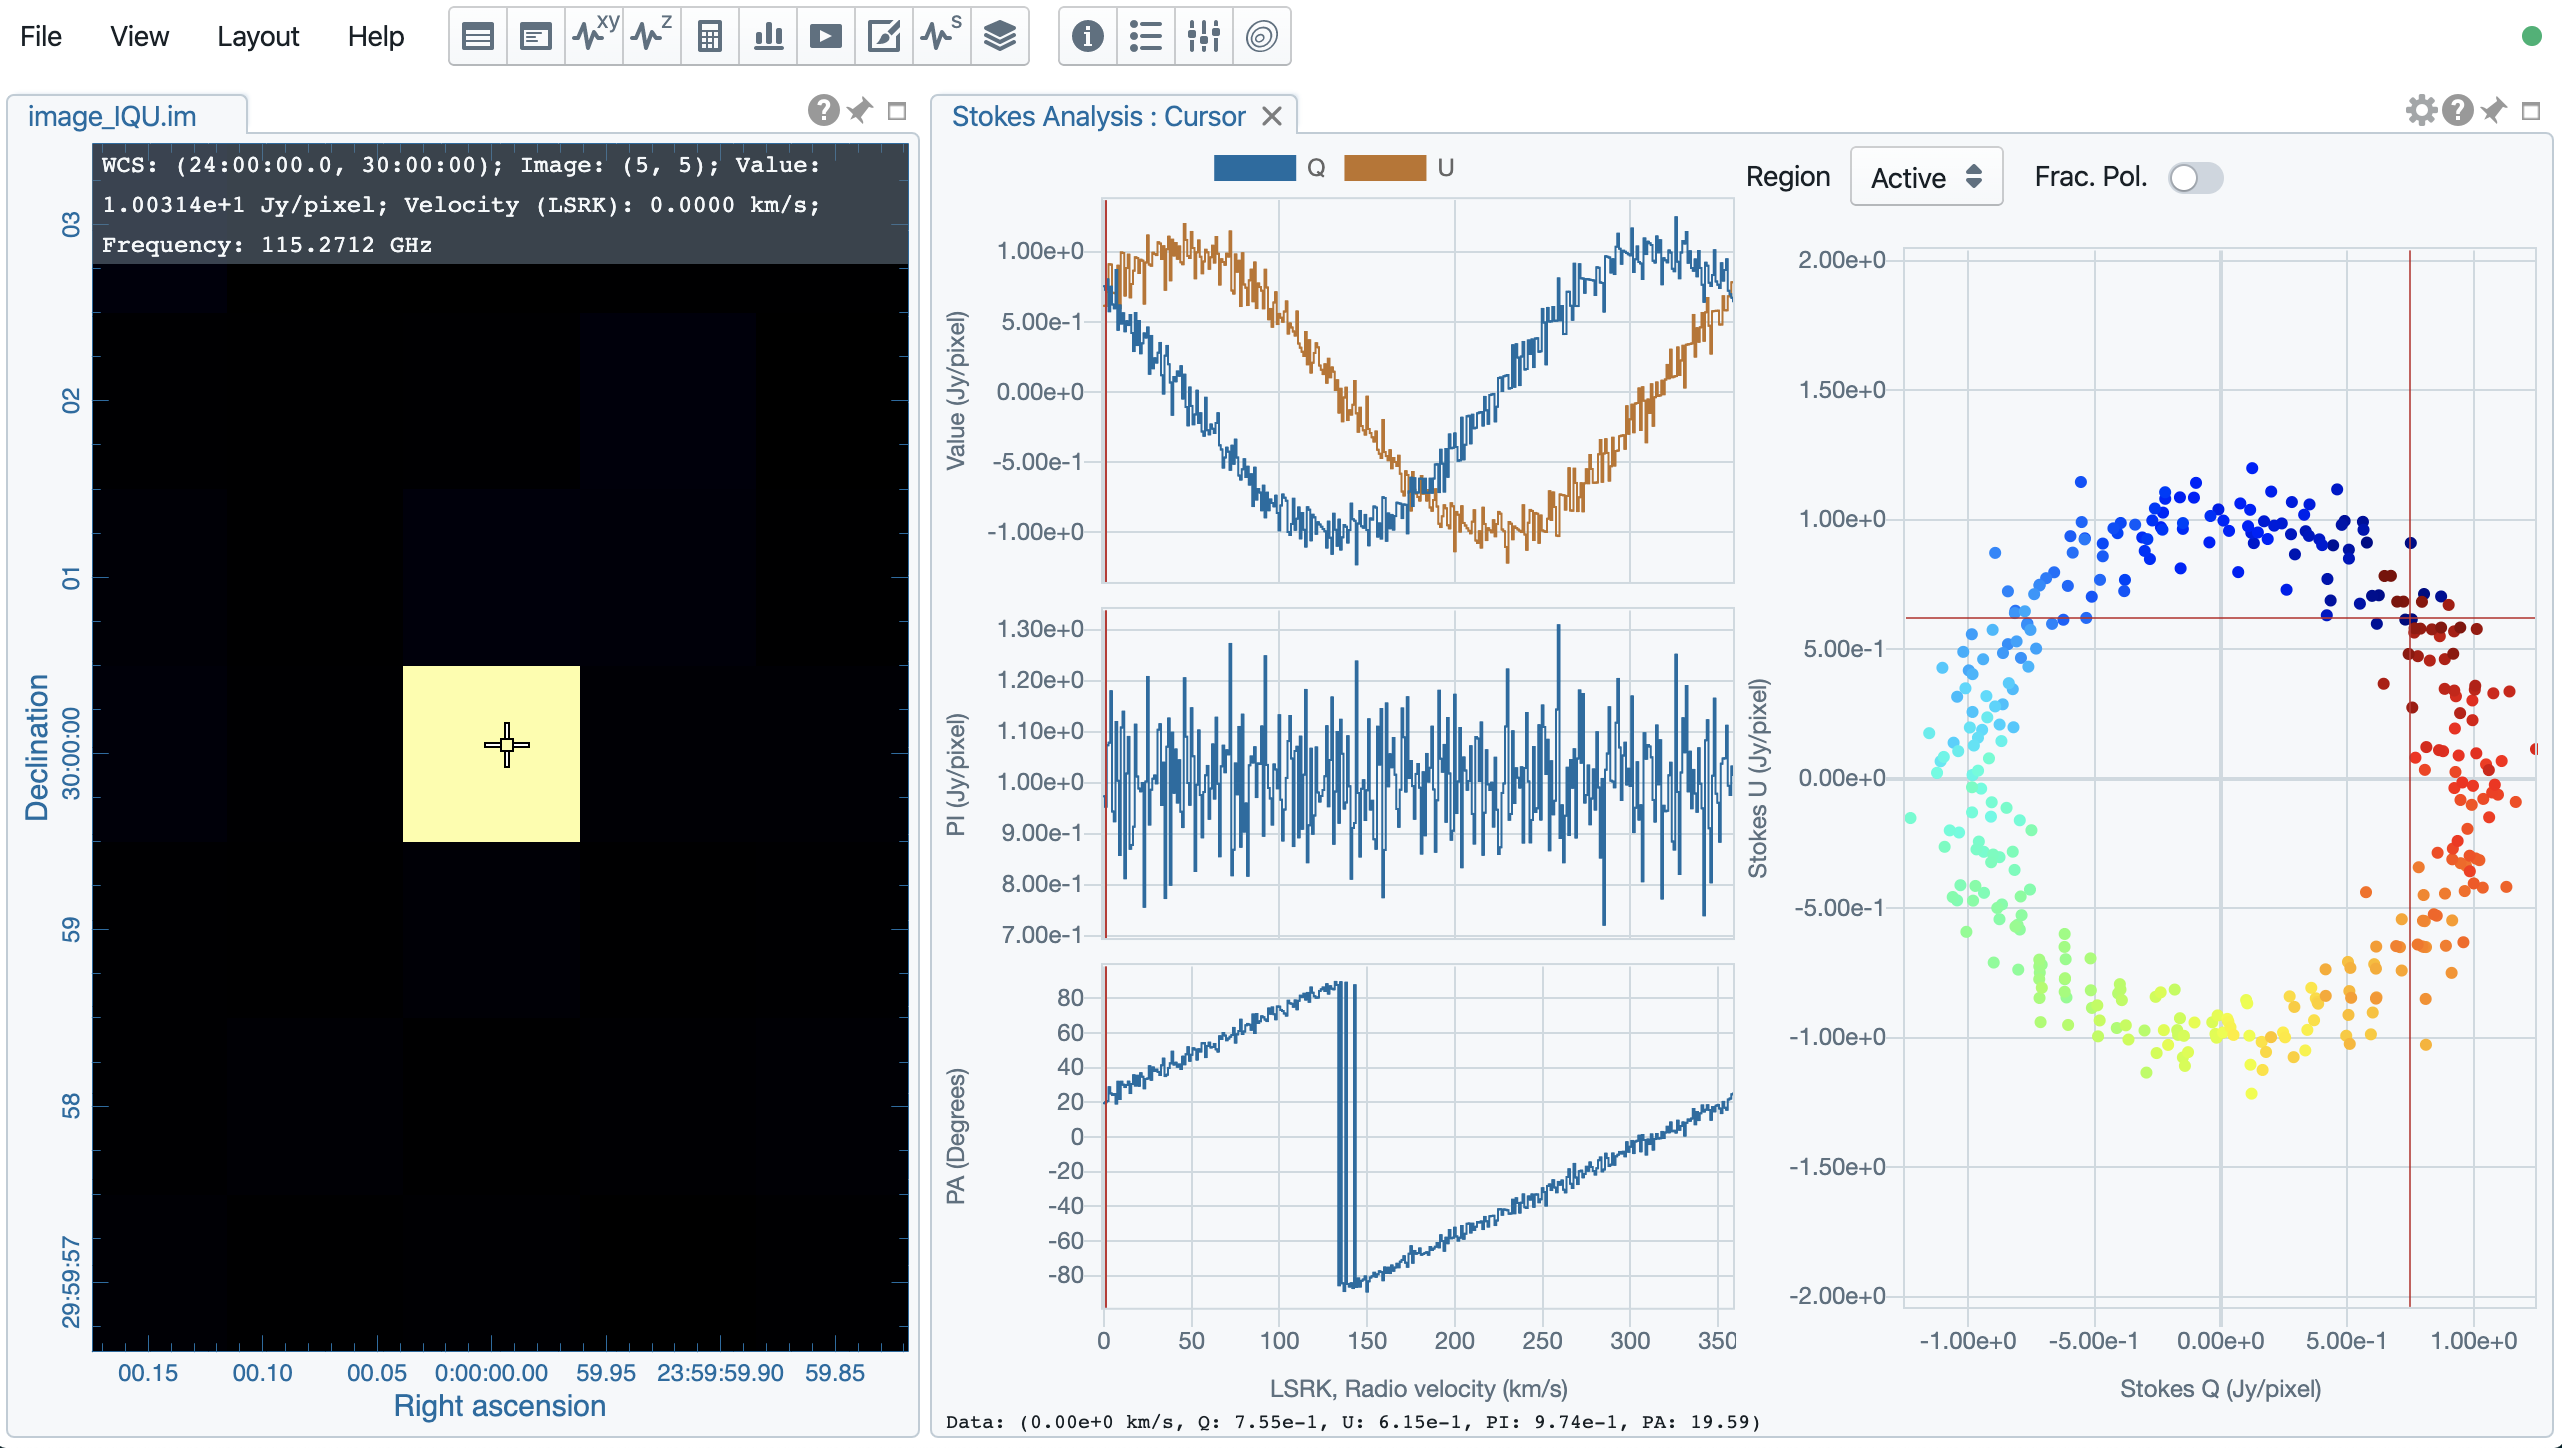 File View Layout Help
xy z s
image_IQU.im
WCS: (24:00:00.0, 30:00:00); Image: (5, 5); Value:
1.00314e+1 Jy/pixel; Velocity (LSRK): 0.0000 km/s;
Frequency: 115.2712 GHz
Declination
03
02
01
30:00:00
59
58
29:59:57
00.15 00.10 00.05 0:00:00.00 59.95 23:59:59.90 59.85
Right ascension
Stokes Analysis : Cursor
Q U
Region Active Frac. Pol.
Value (Jy/pixel)
1.00e+0
5.00e-1
0.00e+0
-5.00e-1
-1.00e+0
PI (Jy/pixel)
1.30e+0
1.20e+0
1.10e+0
1.00e+0
9.00e-1
8.00e-1
7.00e-1
PA (Degrees)
80
60
40
20
0
-20
-40
-60
-80
0 50 100 150 200 250 300 350
LSRK, Radio velocity (km/s)
Stokes U (Jy/pixel)
2.00e+0
1.50e+0
1.00e+0
5.00e-1
0.00e+0
-5.00e-1
-1.00e+0
-1.50e+0
-2.00e+0
-1.00e+0 -5.00e-1 0.00e+0 5.00e-1 1.00e+0
Stokes Q (Jy/pixel)
Data: (0.00e+0 km/s, Q: 7.55e-1, U: 6.15e-1, PI: 9.74e-1, PA: 19.59)